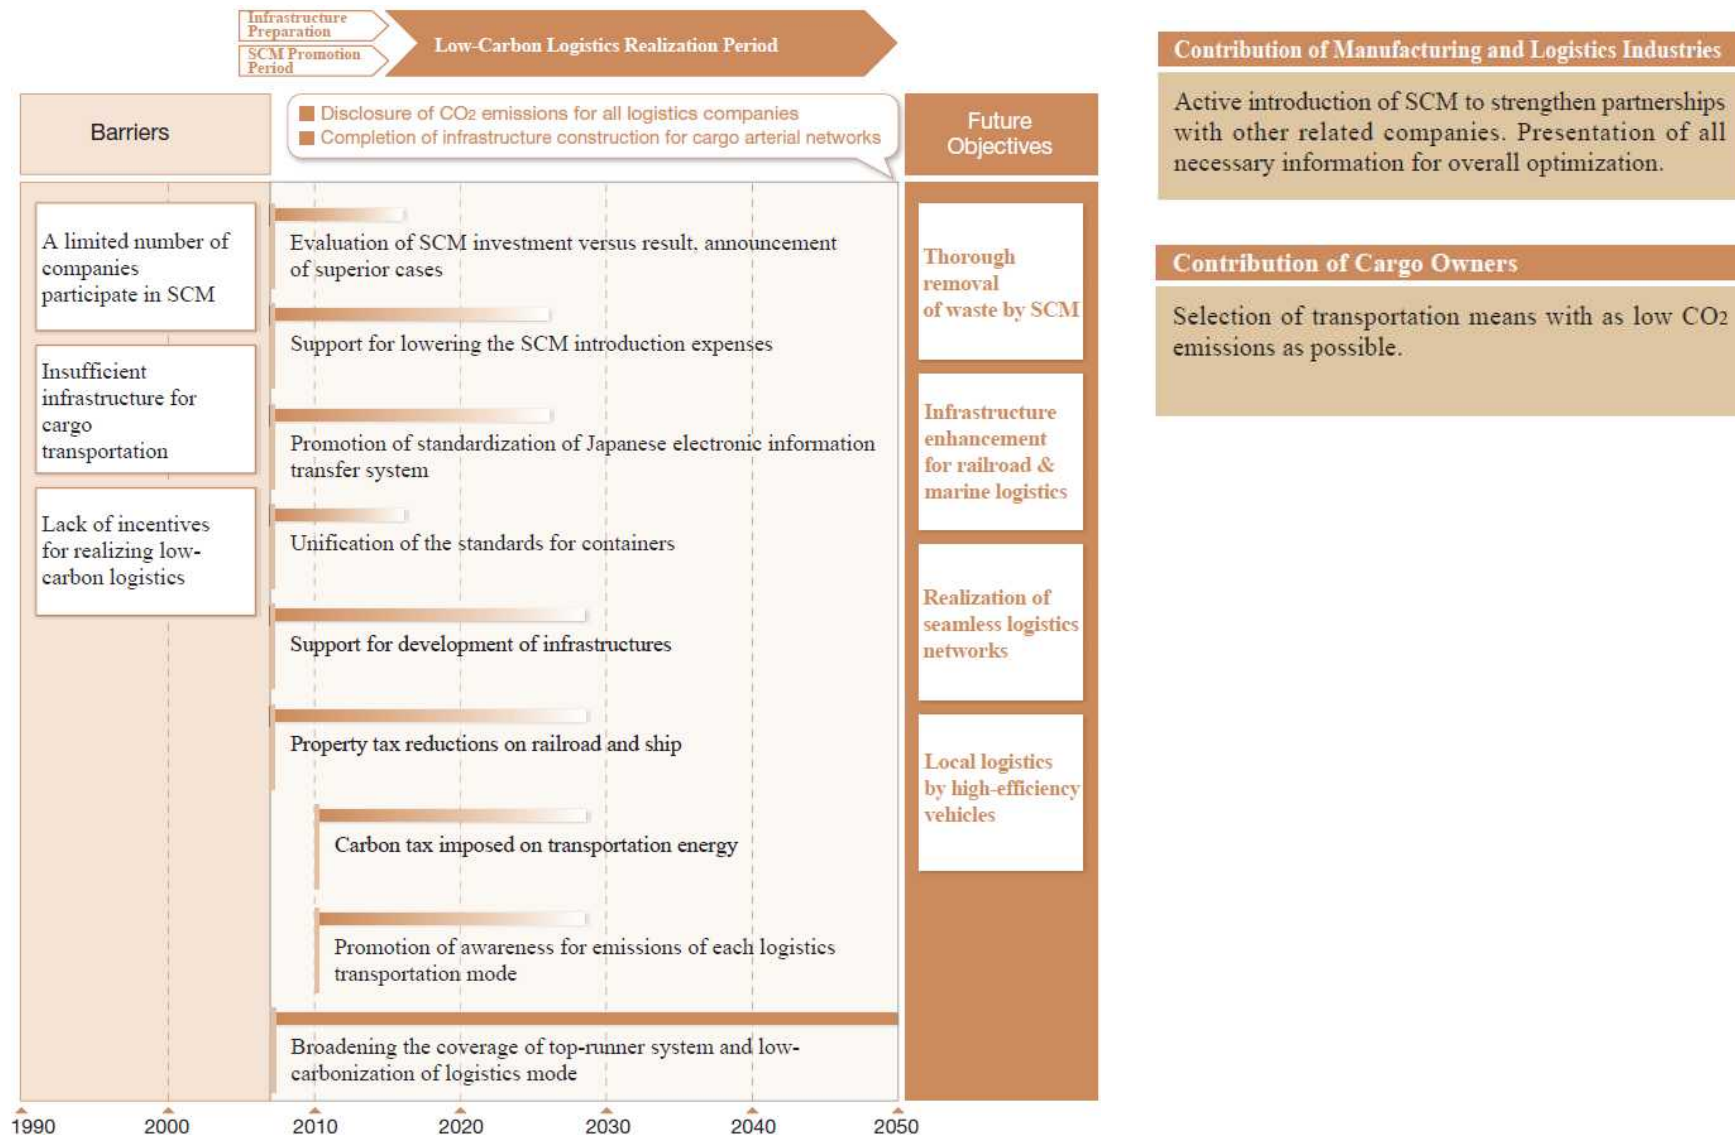 Infrastructure
Preparation
SCM Promotion
Period
Low-Carbon Logistics Realization Period
Barriers
Disclosure of CO2 emissions for all logistics companies
Completion of infrastructure construction for cargo arterial networks
Future
Objectives
A limited number of
companies
participate in SCM
Insufficient
infrastructure for
cargo
transportation
Lack of incentives
for realizing low-
carbon logistics
Evaluation of SCM investment versus result, announcement
of superior cases
Support for lowering the SCM introduction expenses
Promotion of standardization of Japanese electronic information
transfer system
Unification of the standards for containers
Support for development of infrastructures
Property tax reductions on railroad and ship
Carbon tax imposed on transportation energy
Promotion of awareness for emissions of each logistics
transportation mode
Broadening the coverage of top-runner system and low-
carbonization of logistics mode
Thorough
removal
of waste by SCM
Infrastructure
enhancement
for railroad &
marine logistics
Realization of
seamless logistics
networks
Local logistics
by high-efficiency
vehicles
1990 2000 2010 2020 2030 2040 2050
Contribution of Manufacturing and Logistics Industries
Active introduction of SCM to strengthen partnerships
with other related companies. Presentation of all
necessary information for overall optimization.
Contribution of Cargo Owners
Selection of transportation means with as low CO2
emissions as possible.